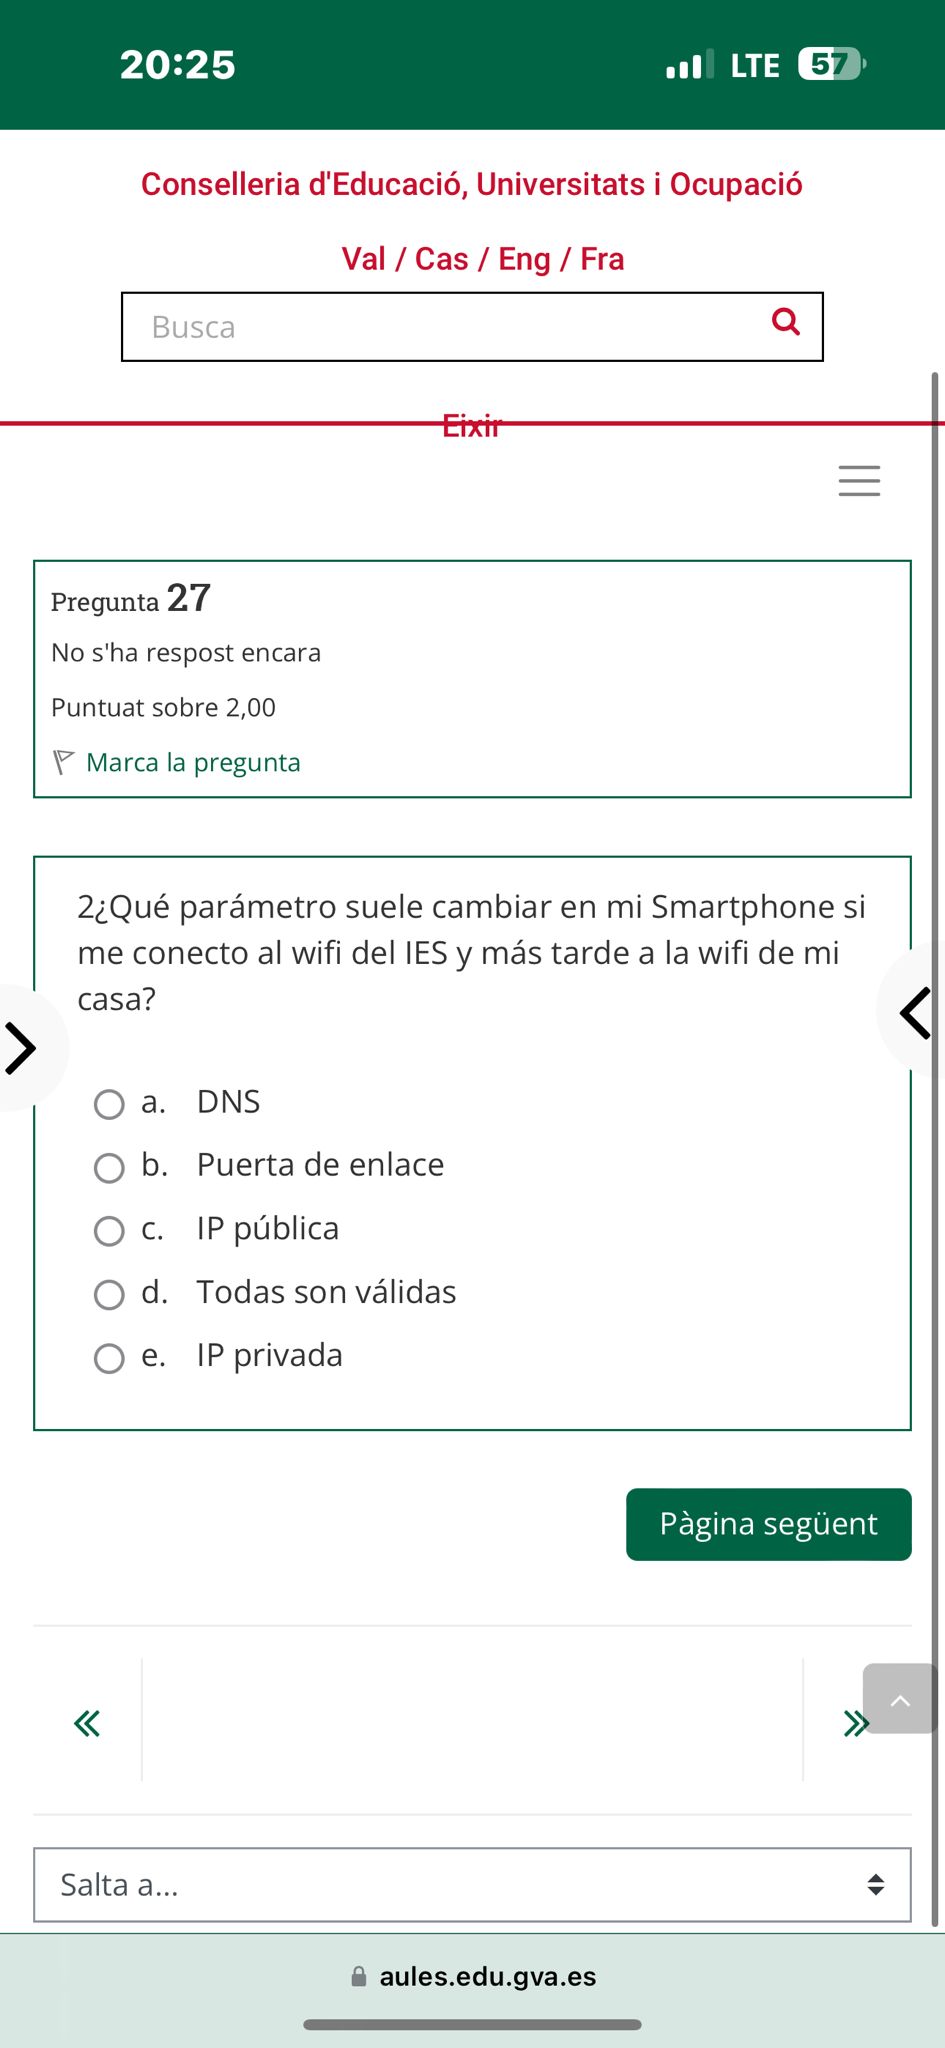 20:25
LTE 57
Conselleria d'Educació, Universitats i Ocupació
Val / Cas / Eng / Fra
Busca
Eixir
Pregunta 27
No s'ha respost encara
Puntuat sobre 2,00
Marca la pregunta
2¿Qué parámetro suele cambiar en mi Smartphone si
me conecto al wifi del IES y más tarde a la wifi de mi
casa?
a. DNS
b. Puerta de enlace
c. IP pública
d. Todas son válidas
e. IP privada
Pàgina següent
Salta a...
aules.edu.gva.es